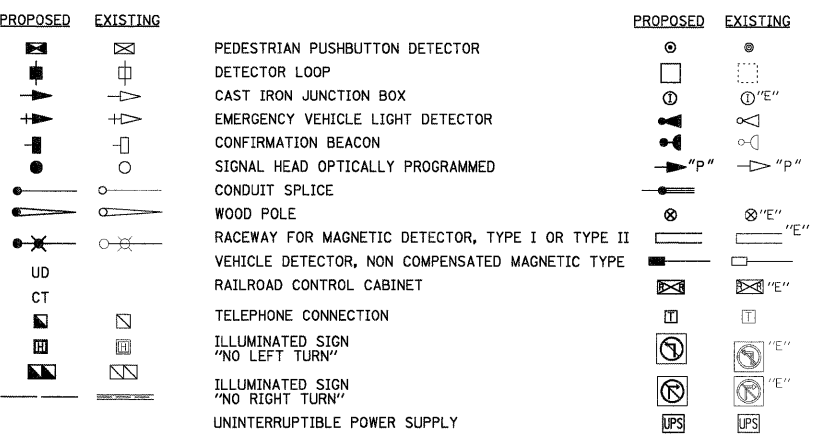 PROPOSED EXISTING PROPOSED EXISTING
PEDESTRIAN PUSHBUTTON DETECTOR
DETECTOR LOOP
CAST IRON JUNCTION BOX I I "E"
EMERGENCY VEHICLE LIGHT DETECTOR
CONFIRMATION BEACON
SIGNAL HEAD OPTICALLY PROGRAMMED "P" "P"
CONDUIT SPLICE
WOOD POLE "E"
RACEWAY FOR MAGNETIC DETECTOR, TYPE I OR TYPE II "E"
UD VEHICLE DETECTOR, NON COMPENSATED MAGNETIC TYPE
RAILROAD CONTROL CABINET "E"
CT
TELEPHONE CONNECTION T T
H H ILLUMINATED SIGN "E"
"NO LEFT TURN"
ILLUMINATED SIGN "E"
"NO RIGHT TURN"
UNINTERRUPTIBLE POWER SUPPLY UPS UPS